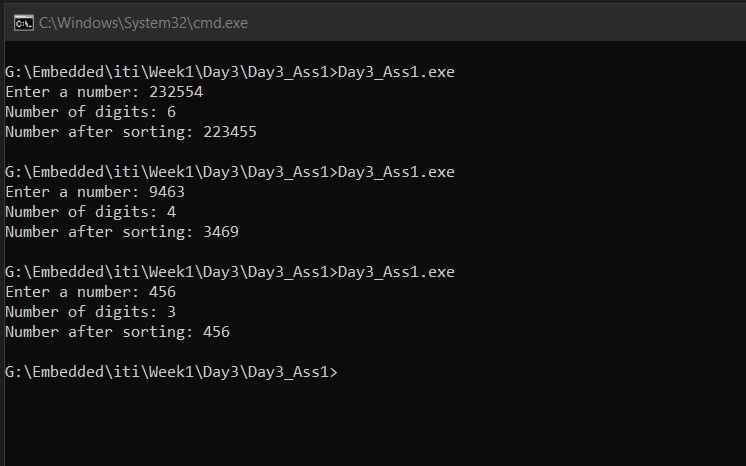 C:\Windows\System32\cmd.exe
G:\Embedded\iti\Week1\Day3\Day3_Ass1>Day3_Ass1.exe
Enter a number: 232554
Number of digits: 6
Number after sorting: 223455
G:\Embedded\iti\Week1\Day3\Day3_Ass1>Day3_Ass1.exe
Enter a number: 9463
Number of digits: 4
Number after sorting: 3469
G:\Embedded\iti\Week1\Day3\Day3_Ass1>Day3_Ass1.exe
Enter a number: 456
Number of digits: 3
Number after sorting: 456
G:\Embedded\iti\Week1\Day3\Day3_Ass1>